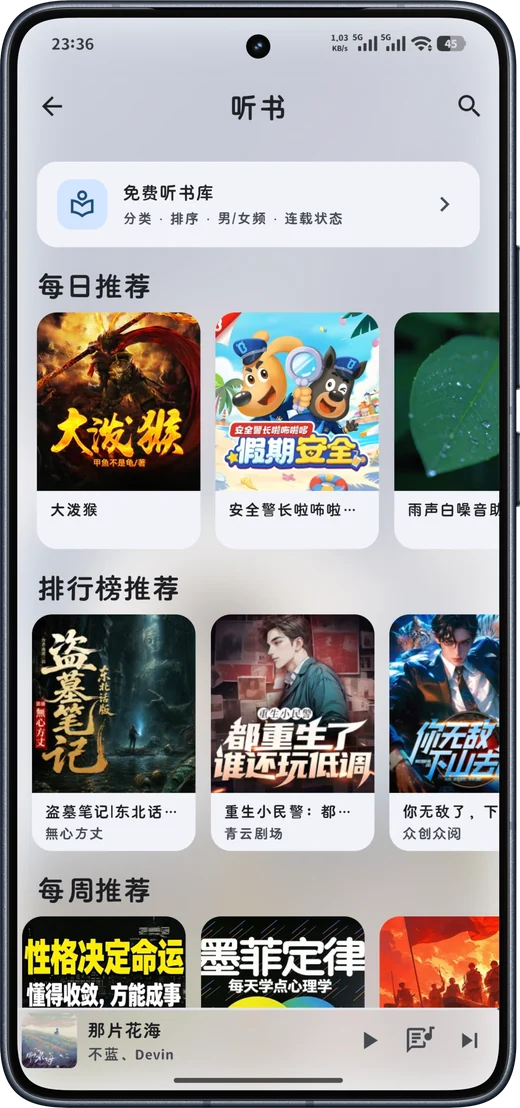 23:36
1,03 KB/s 5G 5G 45
听书
免费听书库
分类 · 排序 · 男/女频 · 连载状态
每日推荐
大泼猴
甲鱼不是龟/著
安全警长啦咘啦哆
假期安全
大泼猴
安全警长啦咘啦…
雨声白噪音助
排行榜推荐
盗墓笔记
东北话版
無心方丈
重生小民警
都重生了
谁还玩低调
你无敌
下山去
盗墓笔记|东北话…
無心方丈
重生小民警：都…
青云剧场
你无敌了，下
众创众阅
每周推荐
性格决定命运
懂得收敛，方能成事
墨菲定律
每天学点心理学
那片花海
不蓝、Devin